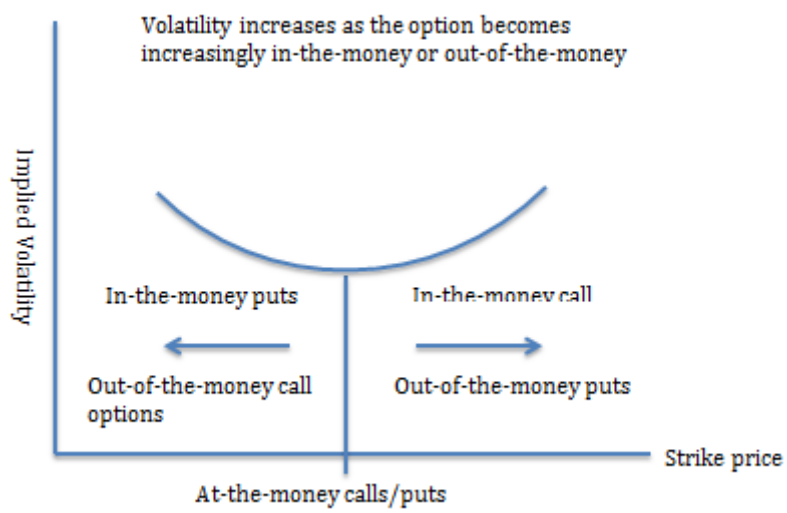 Volatility increases as the option becomes
increasingly in-the-money or out-of-the-money
Implied Volatility
In-the-money puts
In-the-money call
Out-of-the-money call
options
Out-of-the-money puts
Strike price
At-the-money calls/puts